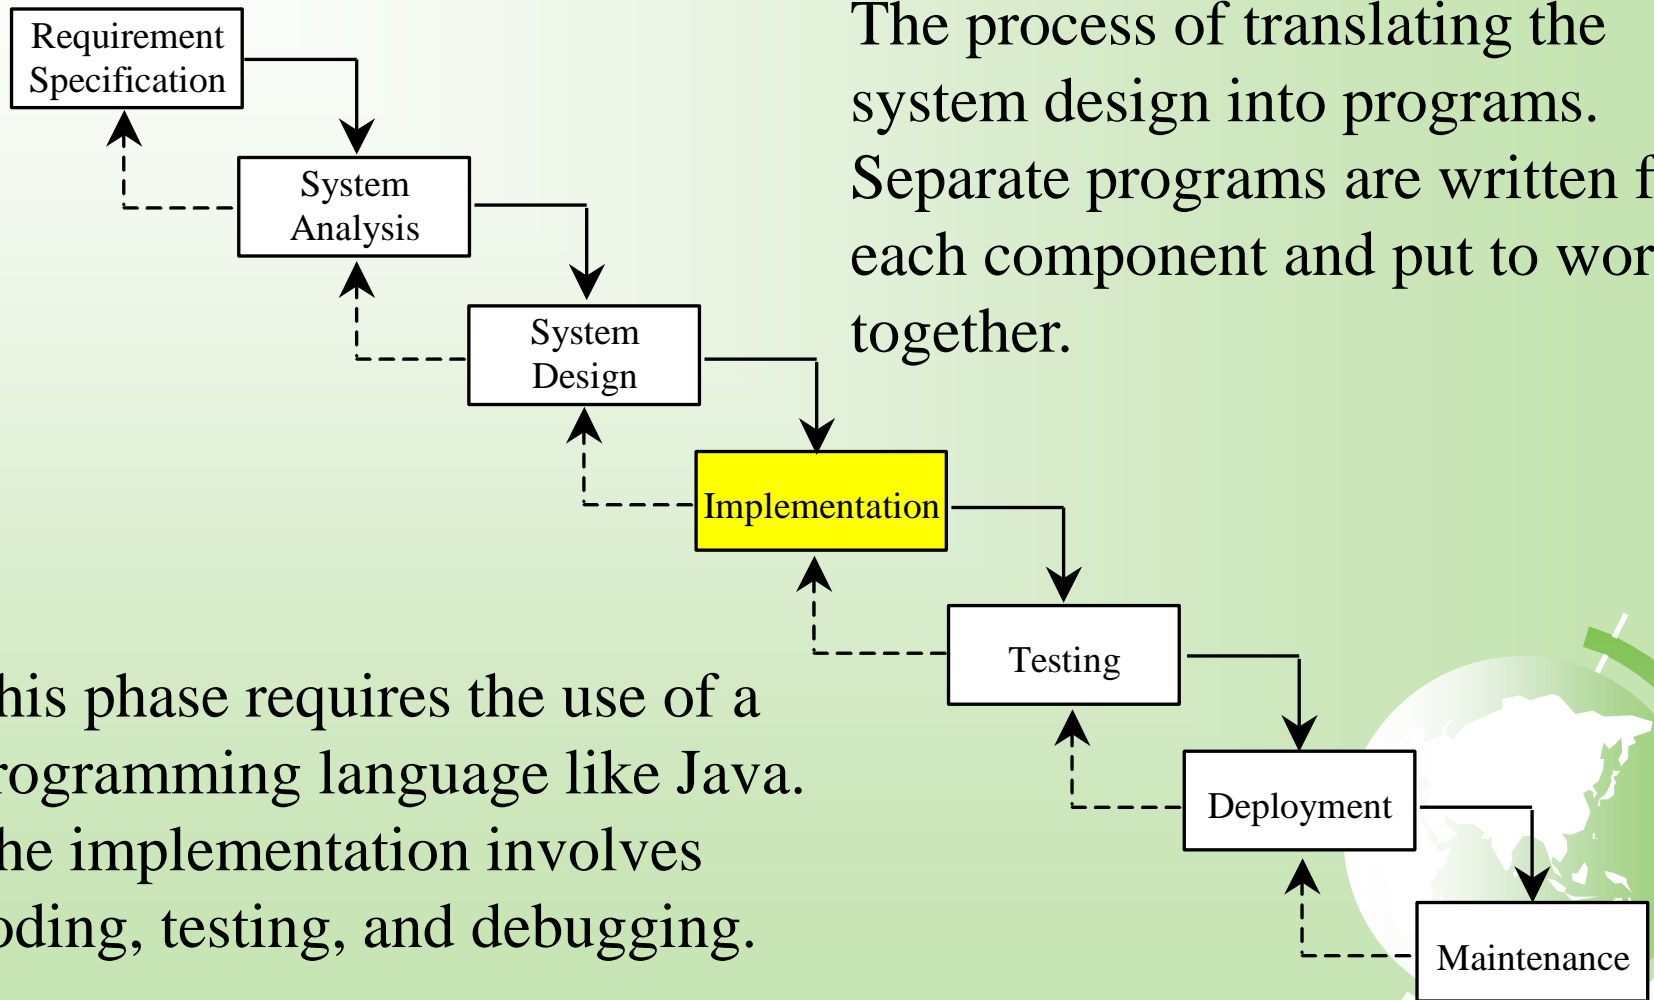 Requirement
Specification
The process of translating the
system design into programs.
Separate programs are written f
each component and put to wor
together.
System
Analysis
System
Design
Implementation
Testing
his phase requires the use of a
rogramming language like Java.
he implementation involves
oding, testing, and debugging.
Deployment
Maintenance